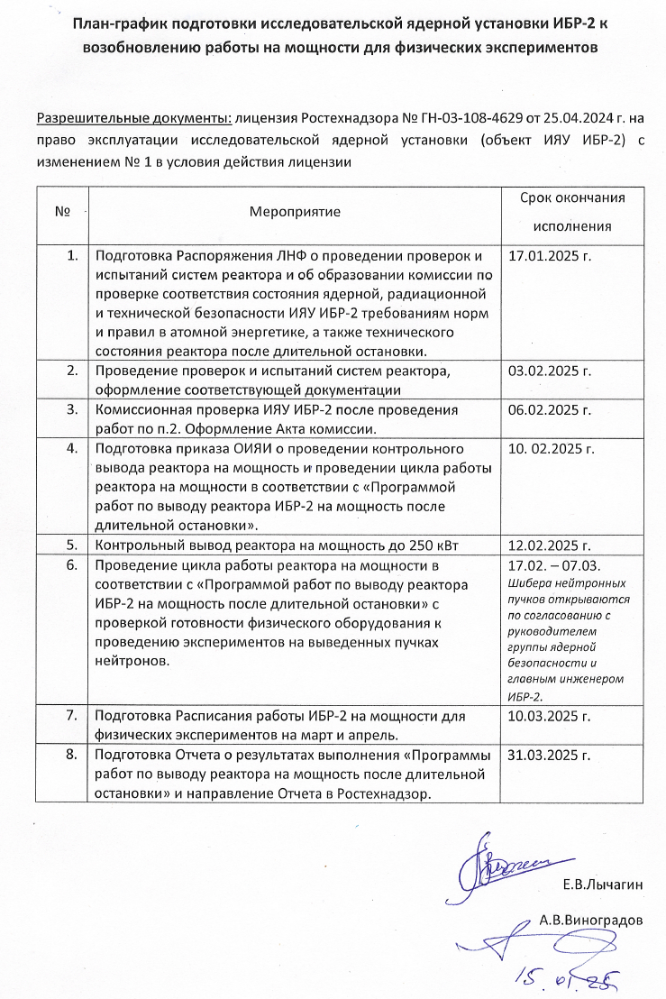 План-график подготовки исследовательской ядерной установки ИБР-2 к
возобновлению работы на мощности для физических экспериментов
Разрешительные документы: лицензия Ростехнадзора № ГН-03-108-4629 от 25.04.2024 г. на
право эксплуатации исследовательской ядерной установки (объект ИЯУ ИБР-2) с
изменением № 1 в условия действия лицензии
№ Мероприятие Срок окончания
исполнения
1. Подготовка Распоряжения ЛНФ о проведении проверок и 17.01.2025 г.
испытаний систем реактора и об образовании комиссии по
проверке соответствия состояния ядерной, радиационной
и технической безопасности ИЯУ ИБР-2 требованиям норм
и правил в атомной энергетике, а также технического
состояния реактора после длительной остановки.
2. Проведение проверок и испытаний систем реактора, 03.02.2025 г.
оформление соответствующей документации
3. Комиссионная проверка ИЯУ ИБР-2 после проведения 06.02.2025 г.
работ по п.2. Оформление Акта комиссии.
4. Подготовка приказа ОИЯИ о проведении контрольного 10. 02.2025 г.
вывода реактора на мощность и проведении цикла работы
реактора на мощности в соответствии с «Программой
работ по выводу реактора ИБР-2 на мощность после
длительной остановки».
5. Контрольный вывод реактора на мощность до 250 кВт 12.02.2025 г.
6. Проведение цикла работы реактора на мощности в 17.02. – 07.03.
соответствии с «Программой работ по выводу реактора Шибера нейтронных
ИБР-2 на мощность после длительной остановки» с пучков открываются
проверкой готовности физического оборудования к по согласованию с
проведению экспериментов на выведенных пучках руководителем
нейтронов. группы ядерной
безопасности и
главным инженером
ИБР-2.
7. Подготовка Расписания работы ИБР-2 на мощности для 10.03.2025 г.
физических экспериментов на март и апрель.
8. Подготовка Отчета о результатах выполнения «Программы 31.03.2025 г.
работ по выводу реактора на мощность после длительной
остановки» и направление Отчета в Ростехнадзор.
Е.В.Лычагин
А.В.Виноградов
15.01.25